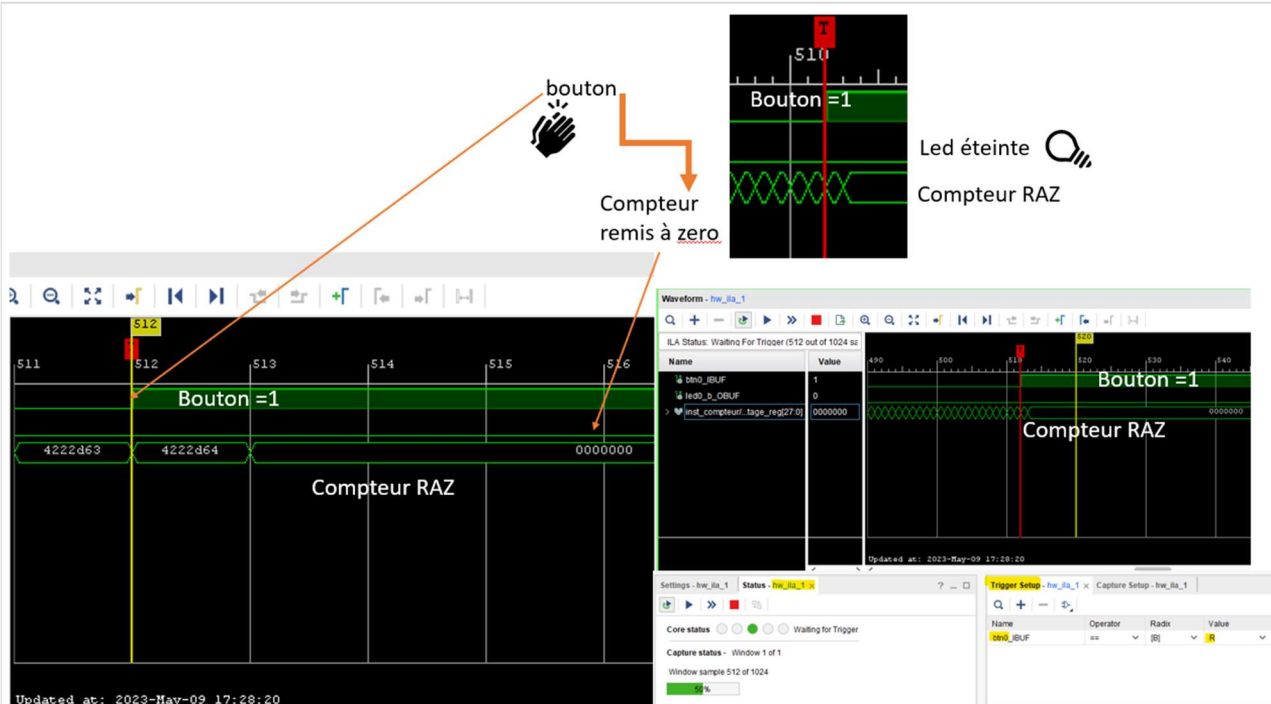 T
510
bouton
Bouton =1
Led éteinte
Compteur RAZ
Compteur
remis à zero
512
511 512 513 514 515 516
Bouton =1
4222d63 4222d64 0000000
Compteur RAZ
Updated at: 2023-May-09 17:28:20
Waveform - hw_ila_1
ILA Status: Waiting For Trigger (512 out of 1024 sa
Name Value
520
490 500 510 520 530 540
btn0_IBUF 1
Bouton =1
led0_b_OBUF 0
inst_compteur/...tage_reg[27:0] 0000000 0000000
Compteur RAZ
Updated at: 2023-May-09 17:28:20
Settings - hw_ila_1 Status - hw_ila_1 ? _
Core status Waiting for Trigger
Capture status - Window 1 of 1
Window sample 512 of 1024
50%
Trigger Setup - hw_ila_1 Capture Setup - hw_ila_1
Name Operator Radix Value
btn0_IBUF == [B] R